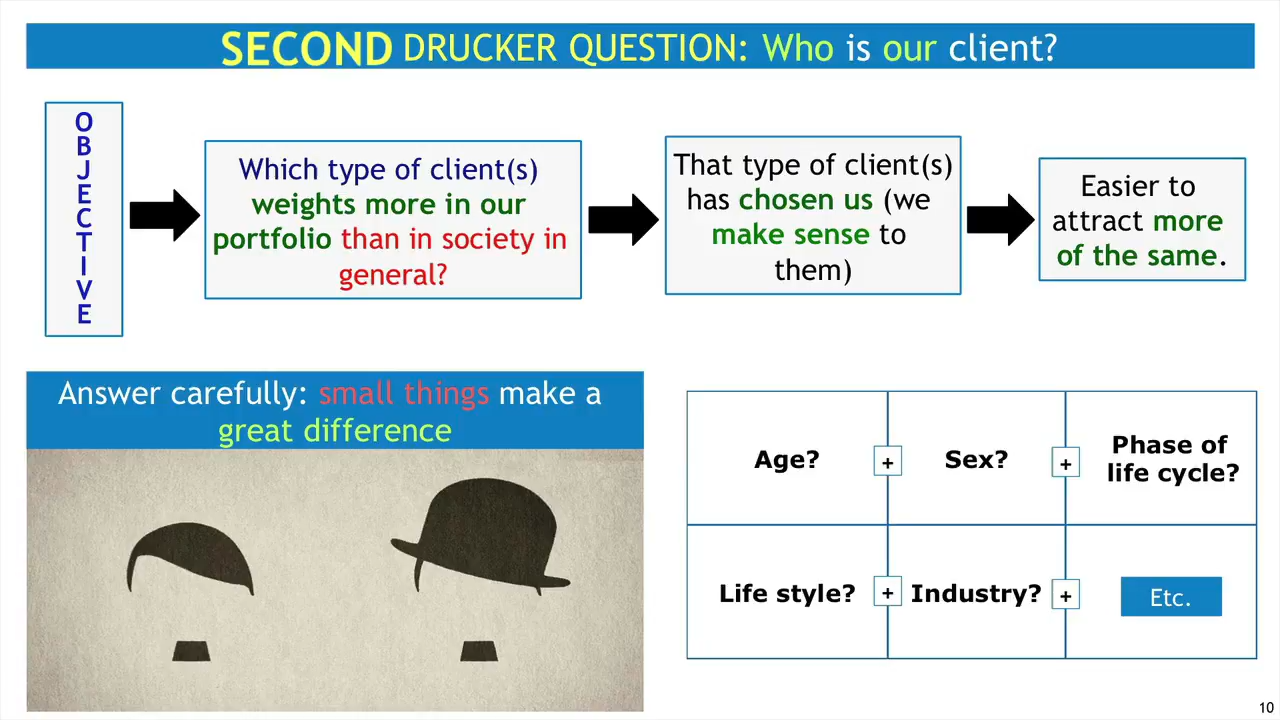 SECOND DRUCKER QUESTION: Who is our client?
OBJECTIVE
Which type of client(s)
weights more in our
portfolio than in society in
general?
That type of client(s)
has chosen us (we
make sense to
them)
Easier to
attract more
of the same.
Answer carefully: small things make a
great difference
Age?
+
Sex?
+
Phase of
life cycle?
Life style?
+
Industry?
+
Etc.
10